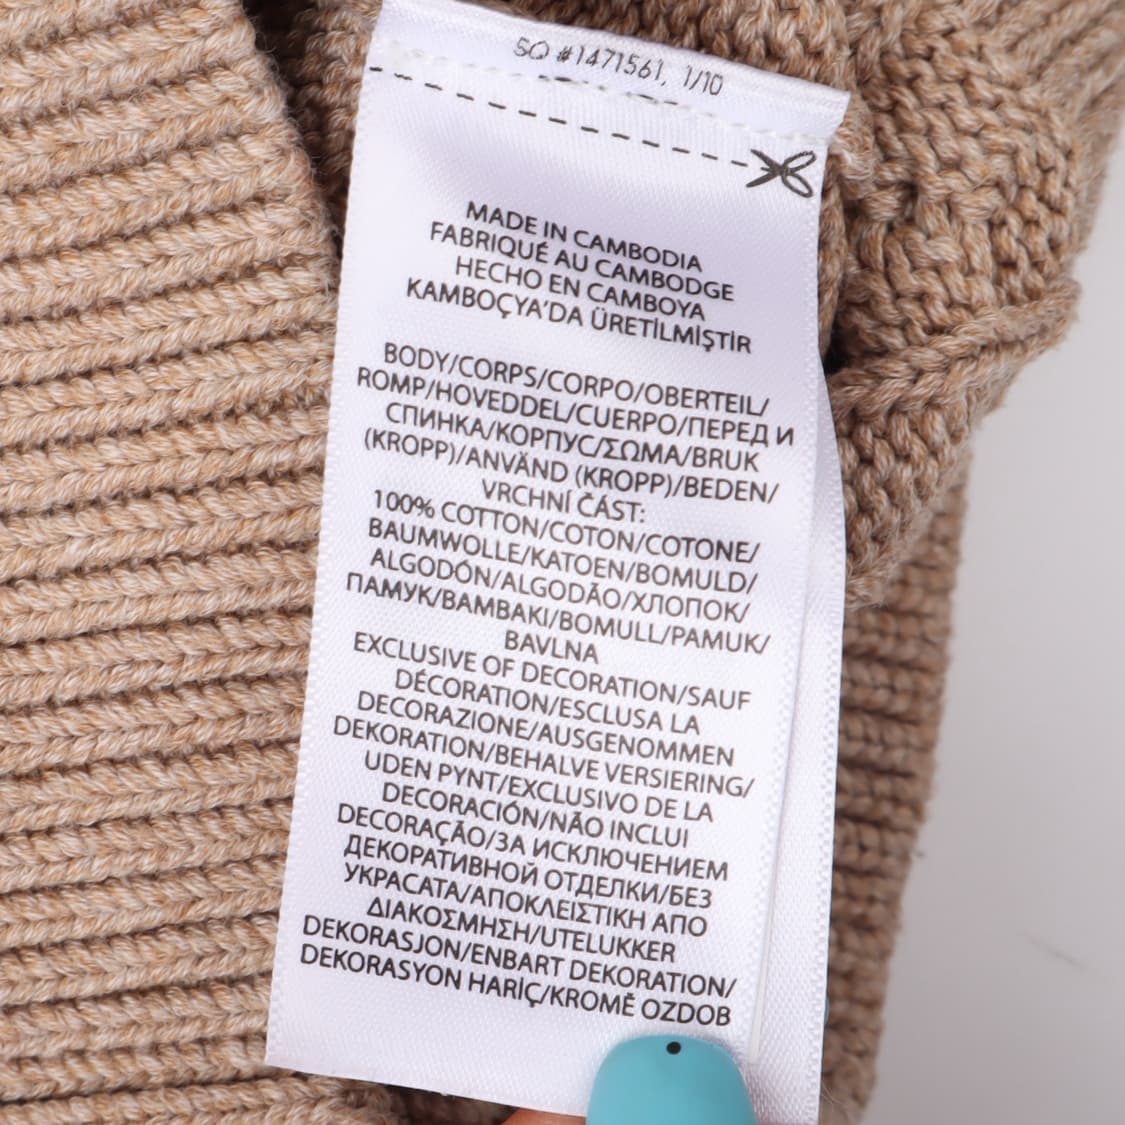 SO #1471561, 1/10
MADE IN CAMBODIA
FABRIQUÉ AU CAMBODGE
HECHO EN CAMBOYA
KAMBOÇYA'DA ÜRETİLMİŞTİR
BODY/CORPS/CORPO/OBERTEIL/
ROMP/HOVEDDEL/CUERPO/ПЕРЕД И
СПИНКА/КОРПУС/ΣΩΜΑ/BRUK
(KROPP)/ANVÄND (KROPP)/BEDEN/
VRCHNÍ ČÁST:
100% COTTON/COTON/COTONE/
BAUMWOLLE/KATOEN/BOMULD/
ALGODÓN/ALGODÃO/ХЛОПОК/
ПАМУК/ΒΑΜΒΑΚΙ/BOMULL/PAMUK/
BAVLNA
EXCLUSIVE OF DECORATION/SAUF
DÉCORATION/ESCLUSA LA
DECORAZIONE/AUSGENOMMEN
DEKORATION/BEHALVE VERSIERING/
UDEN PYNT/EXCLUSIVO DE LA
DECORACIÓN/NÃO INCLUI
DECORAÇÃO/ЗА ИСКЛЮЧЕНИЕМ
ДЕКОРАТИВНОЙ ОТДЕЛКИ/БЕЗ
УКРАСАТА/ΑΠΟΚΛΕΙΣΤΙΚΗ ΑΠΟ
ΔΙΑΚΟΣΜΗΣΗ/UTELUKKER
DEKORASJON/ENBART DEKORATION/
DEKORASYON HARİÇ/KROMĚ OZDOB